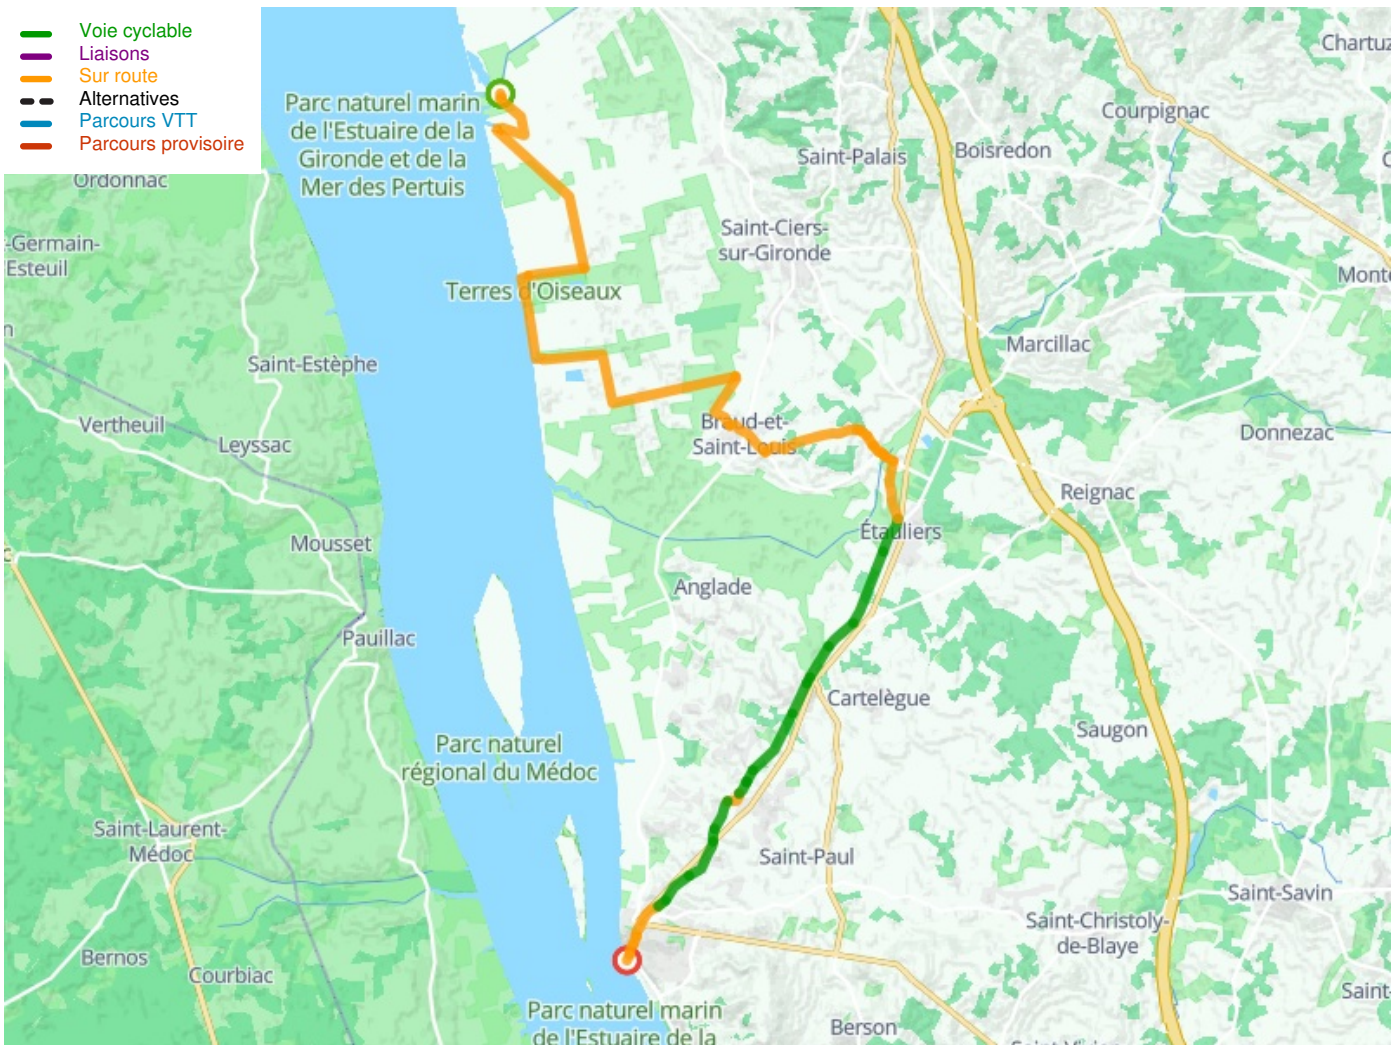 Voie cyclable
Liaisons
Sur route
Alternatives
Parcours VTT
Parcours provisoire
Chartuz
Parc naturel marin
de l'Estuaire de la
Gironde et de la
Mer des Pertuis
Courpignac
Saint-Palais
Boisredon
Ordonnac
Saint-Ciers-
sur-Gironde
-Germain-
Esteuil
Monte
Terres d'Oiseaux
Marcillac
Saint-Estèphe
Vertheuil
Leyssac
Braud-et-
Saint-Louis
Donnezac
Reignac
Étauliers
Mousset
Anglade
Pauillac
Cartelègue
Saugon
Parc naturel
régional du Médoc
Saint-Laurent-
Médoc
Saint-Paul
Saint-Savin
Saint-Christoly-
de-Blaye
Bernos
Courbiac
Saint-
Parc naturel marin
de l'Estuaire de la
Berson